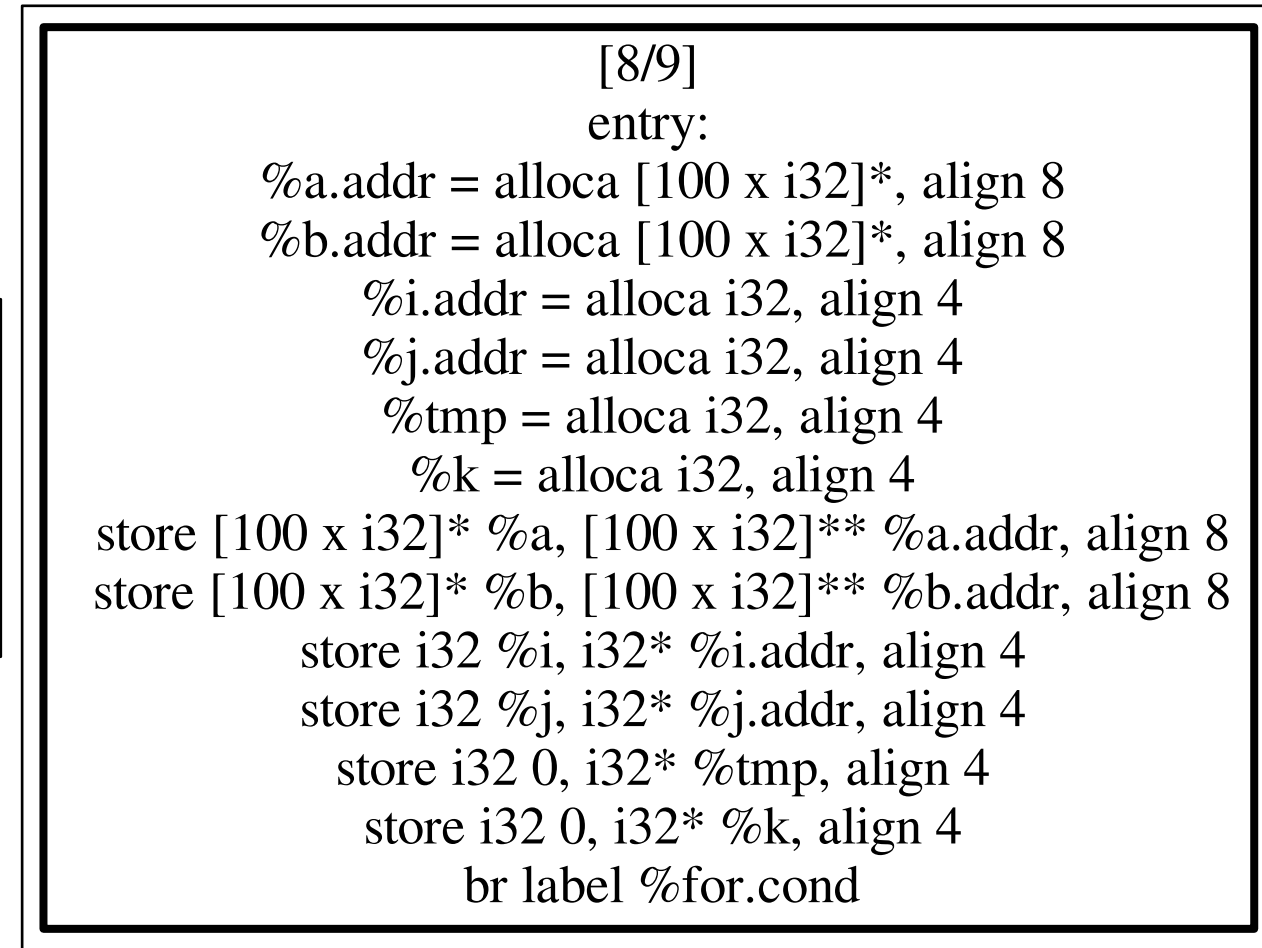 [8/9]
entry:
%a.addr = alloca [100 x i32]*, align 8
%b.addr = alloca [100 x i32]*, align 8
%i.addr = alloca i32, align 4
%j.addr = alloca i32, align 4
%tmp = alloca i32, align 4
%k = alloca i32, align 4
store [100 x i32]* %a, [100 x i32]** %a.addr, align 8
store [100 x i32]* %b, [100 x i32]** %b.addr, align 8
store i32 %i, i32* %i.addr, align 4
store i32 %j, i32* %j.addr, align 4
store i32 0, i32* %tmp, align 4
store i32 0, i32* %k, align 4
br label %for.cond